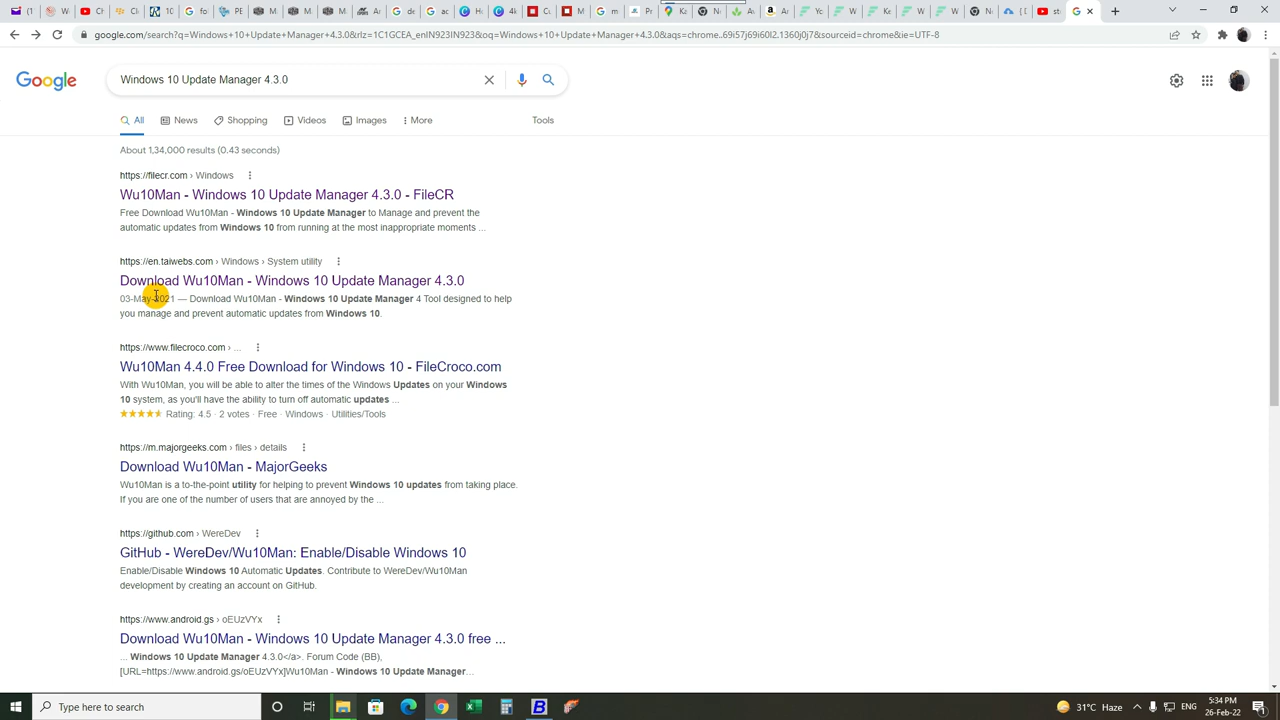 google.com/search?q=Windows+10+Update+Manager+4.3.0&rlz=1C1GCEA_enIN923IN923&oq=Windows+10+Update+Manager+4.3.0&aqs=chrome..69i57j69i60l2.1360j0j7&sourceid=chrome&ie=UTF-8
Google
Windows 10 Update Manager 4.3.0
All News Shopping Videos Images More Tools
About 1,34,000 results (0.43 seconds)
https://filecr.com › Windows
Wu10Man - Windows 10 Update Manager 4.3.0 - FileCR
Free Download Wu10Man - Windows 10 Update Manager to Manage and prevent the
automatic updates from Windows 10 from running at the most inappropriate moments ...
https://en.taiwebs.com › Windows › System utility
Download Wu10Man - Windows 10 Update Manager 4.3.0
03-May-2021 — Download Wu10Man - Windows 10 Update Manager 4 Tool designed to help
you manage and prevent automatic updates from Windows 10.
https://www.filecroco.com › ...
Wu10Man 4.4.0 Free Download for Windows 10 - FileCroco.com
With Wu10Man, you will be able to alter the times of the Windows Updates on your Windows
10 system, as you'll have the ability to turn off automatic updates ...
Rating: 4.5 · 2 votes · Free · Windows · Utilities/Tools
https://m.majorgeeks.com › files › details
Download Wu10Man - MajorGeeks
Wu10Man is a to-the-point utility for helping to prevent Windows 10 updates from taking place.
If you are one of the number of users that are annoyed by the ...
https://github.com › WereDev
GitHub - WereDev/Wu10Man: Enable/Disable Windows 10
Enable/Disable Windows 10 Automatic Updates. Contribute to WereDev/Wu10Man
development by creating an account on GitHub.
https://www.android.gs › oEUzVYx
Download Wu10Man - Windows 10 Update Manager 4.3.0 free ...
... Windows 10 Update Manager 4.3.0</a>. Forum Code (BB),
[URL=https://www.android.gs/oEUzVYx]Wu10Man - Windows 10 Update Manager...
Type here to search
31°C Haze
ENG
5:34 PM
26-Feb-22